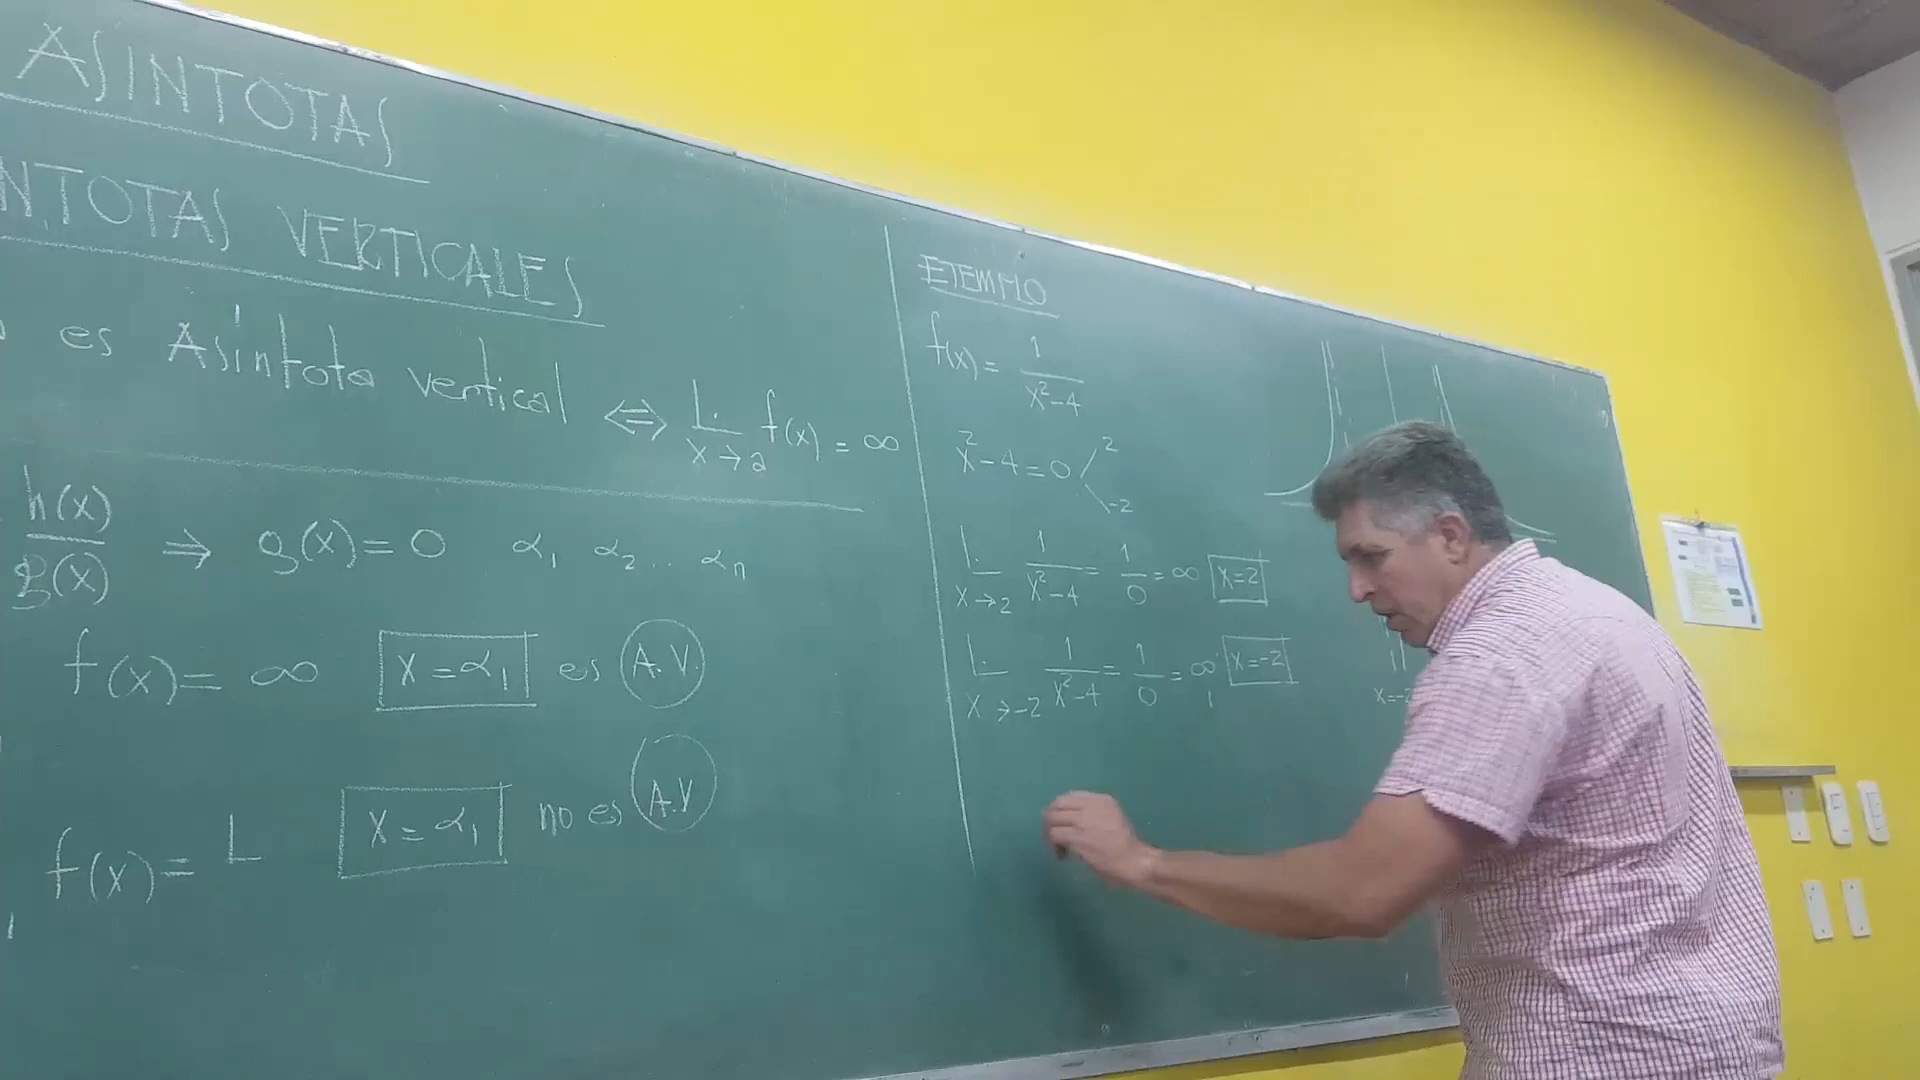 ASINTOTAS
NTOTAS VERTICALES
es Asíntota vertical ⇔ L. f(x) = ∞
x→a
h(x)
g(x)
⇒ g(x) = 0 α₁ α₂ .. αn
f(x) = ∞ x = α₁ es A.V.
f(x) = L x = α₁ no es A.V
EJEMPLO
f(x) = 1
x²-4
x²-4=0 2
-2
L. 1/x²-4 = 1/0 = ∞ x=2
x→2
L. 1/x²-4 = 1/0 = ∞ x=-2
x→-2